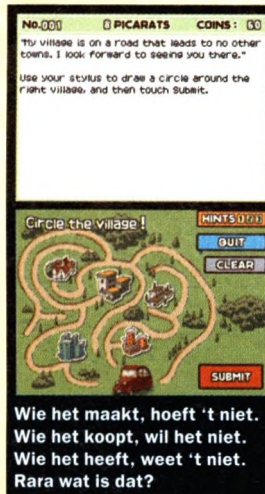 No.001 8 PICARATS COINS: 60
"My village is on a road that leads to no other
towns. I look forward to seeing you there."
Use your stylus to draw a circle around the
right village, and then touch Submit.
Circle the village!
HINTS
QUIT
CLEAR
SUBMIT
Wie het maakt, hoeft 't niet.
Wie het koopt, wil het niet.
Wie het heeft, weet 't niet.
Rara wat is dat?